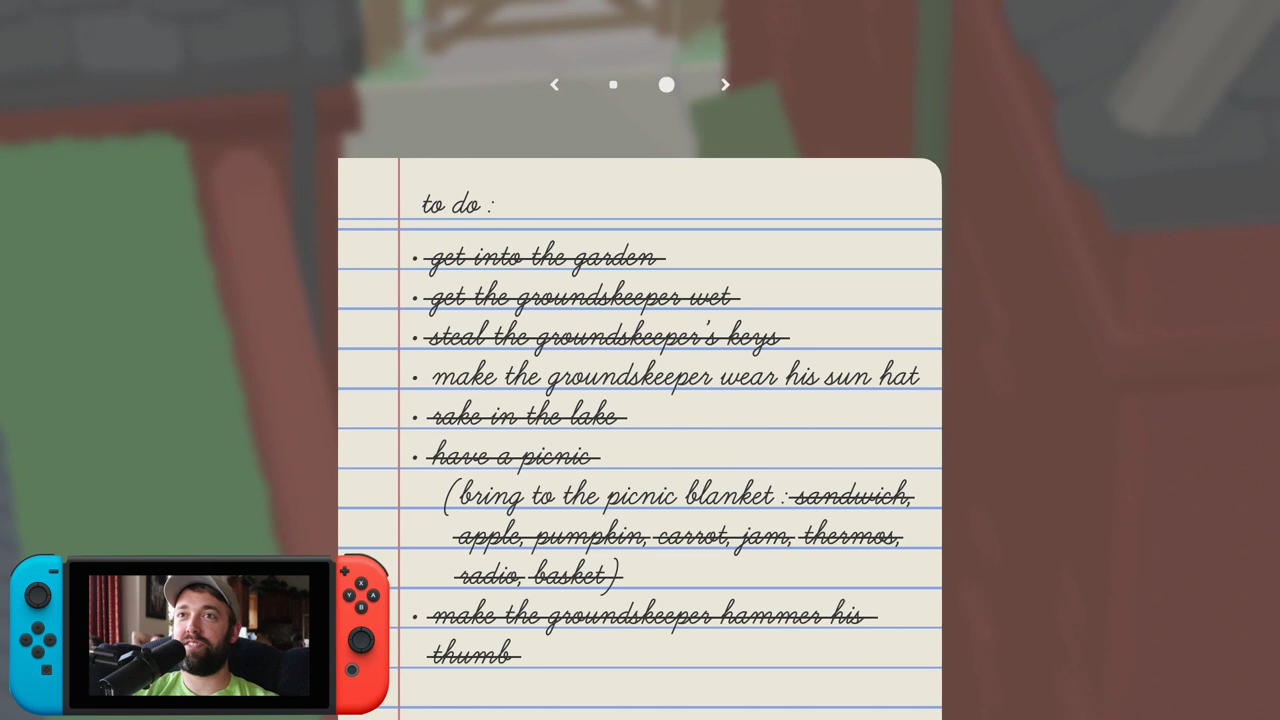 to do :
• get into the garden
• get the groundskeeper wet
• steal the groundskeeper's keys
• make the groundskeeper wear his sun hat
• rake in the lake
• have a picnic
(bring to the picnic blanket : sandwich,
apple, pumpkin, carrot, jam, thermos,
radio, basket)
• make the groundskeeper hammer his
thumb
X
Y A
B